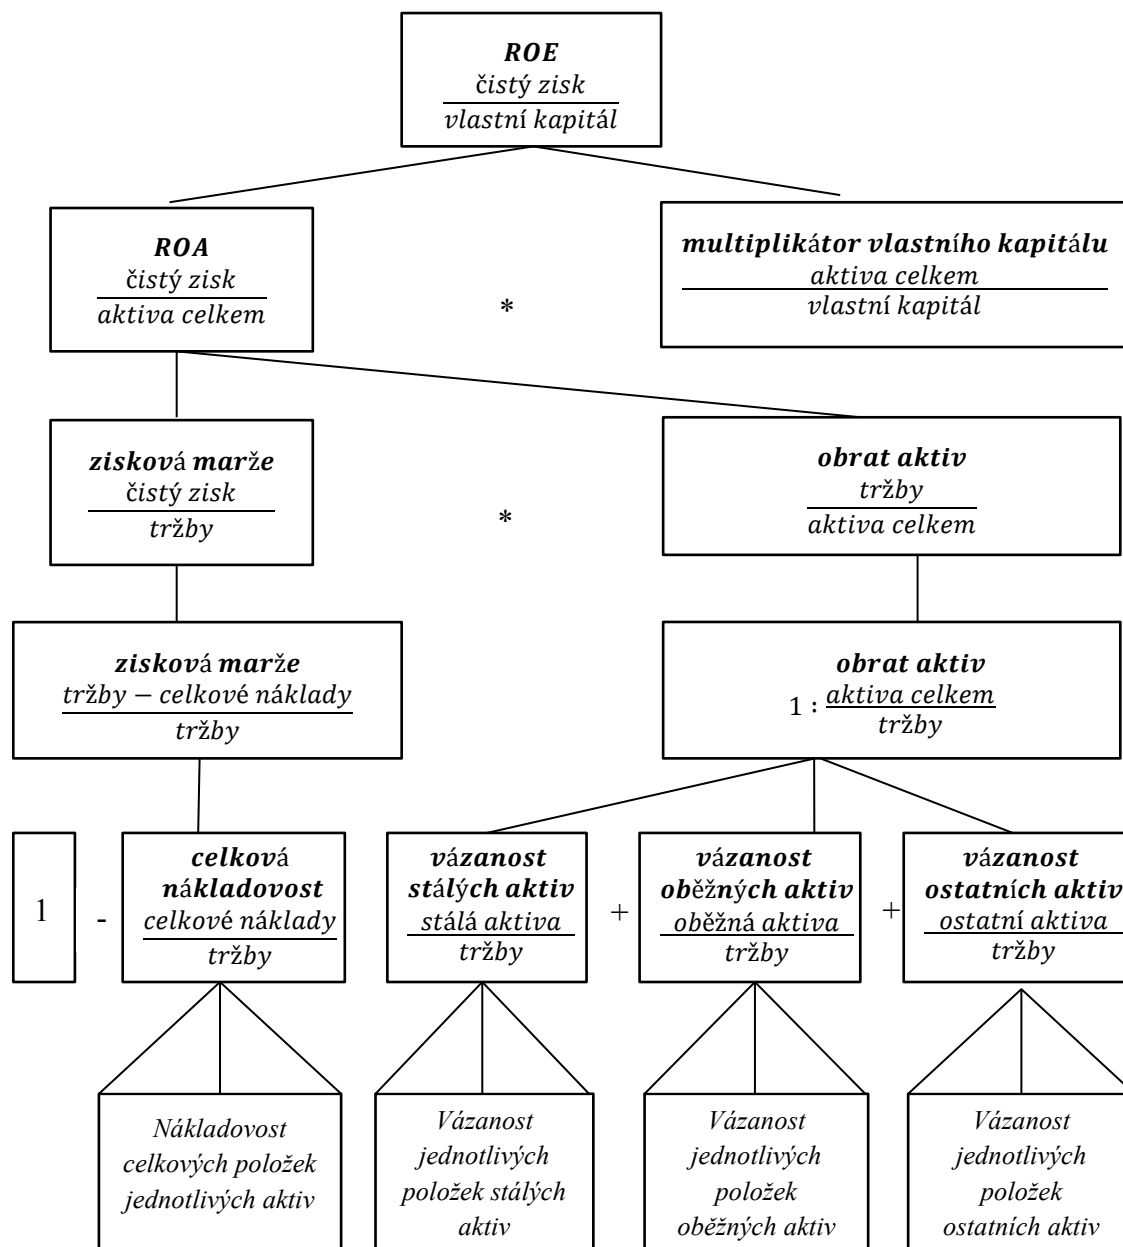 ROE
čistý zisk
vlastní kapitál
ROA
čistý zisk
aktiva celkem
*
multiplikátor vlastního kapitálu
aktiva celkem
vlastní kapitál
zisková marže
čistý zisk
tržby
*
obrat aktiv
tržby
aktiva celkem
zisková marže
tržby − celkové náklady
tržby
obrat aktiv
1 : aktiva celkem
tržby
1
-
celková
nákladovost
celkové náklady
tržby
vázanost
stálých aktiv
stálá aktiva
tržby
+
vázanost
oběžných aktiv
oběžná aktiva
tržby
+
vázanost
ostatních aktiv
ostatní aktiva
tržby
Nákladovost
celkových položek
jednotlivých aktiv
Vázanost
jednotlivých
položek stálých
aktiv
Vázanost
jednotlivých
položek
oběžných aktiv
Vázanost
jednotlivých
položek
ostatních aktiv